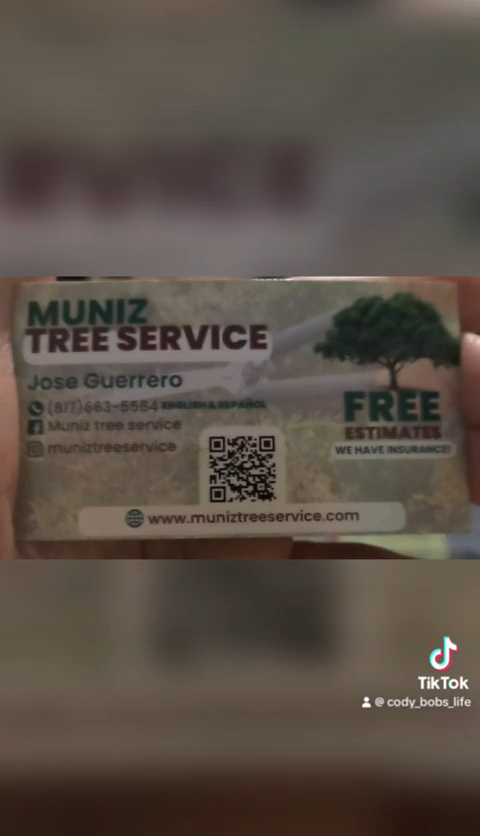 MUNIZ
TREE SERVICE
Jose Guerrero
(817)663-5554 ENGLISH & ESPAÑOL
Muniz tree service
muniztreeservice
FREE
ESTIMATES
WE HAVE INSURANCE!
www.muniztreeservice.com
TikTok
@ cody_bobs_life